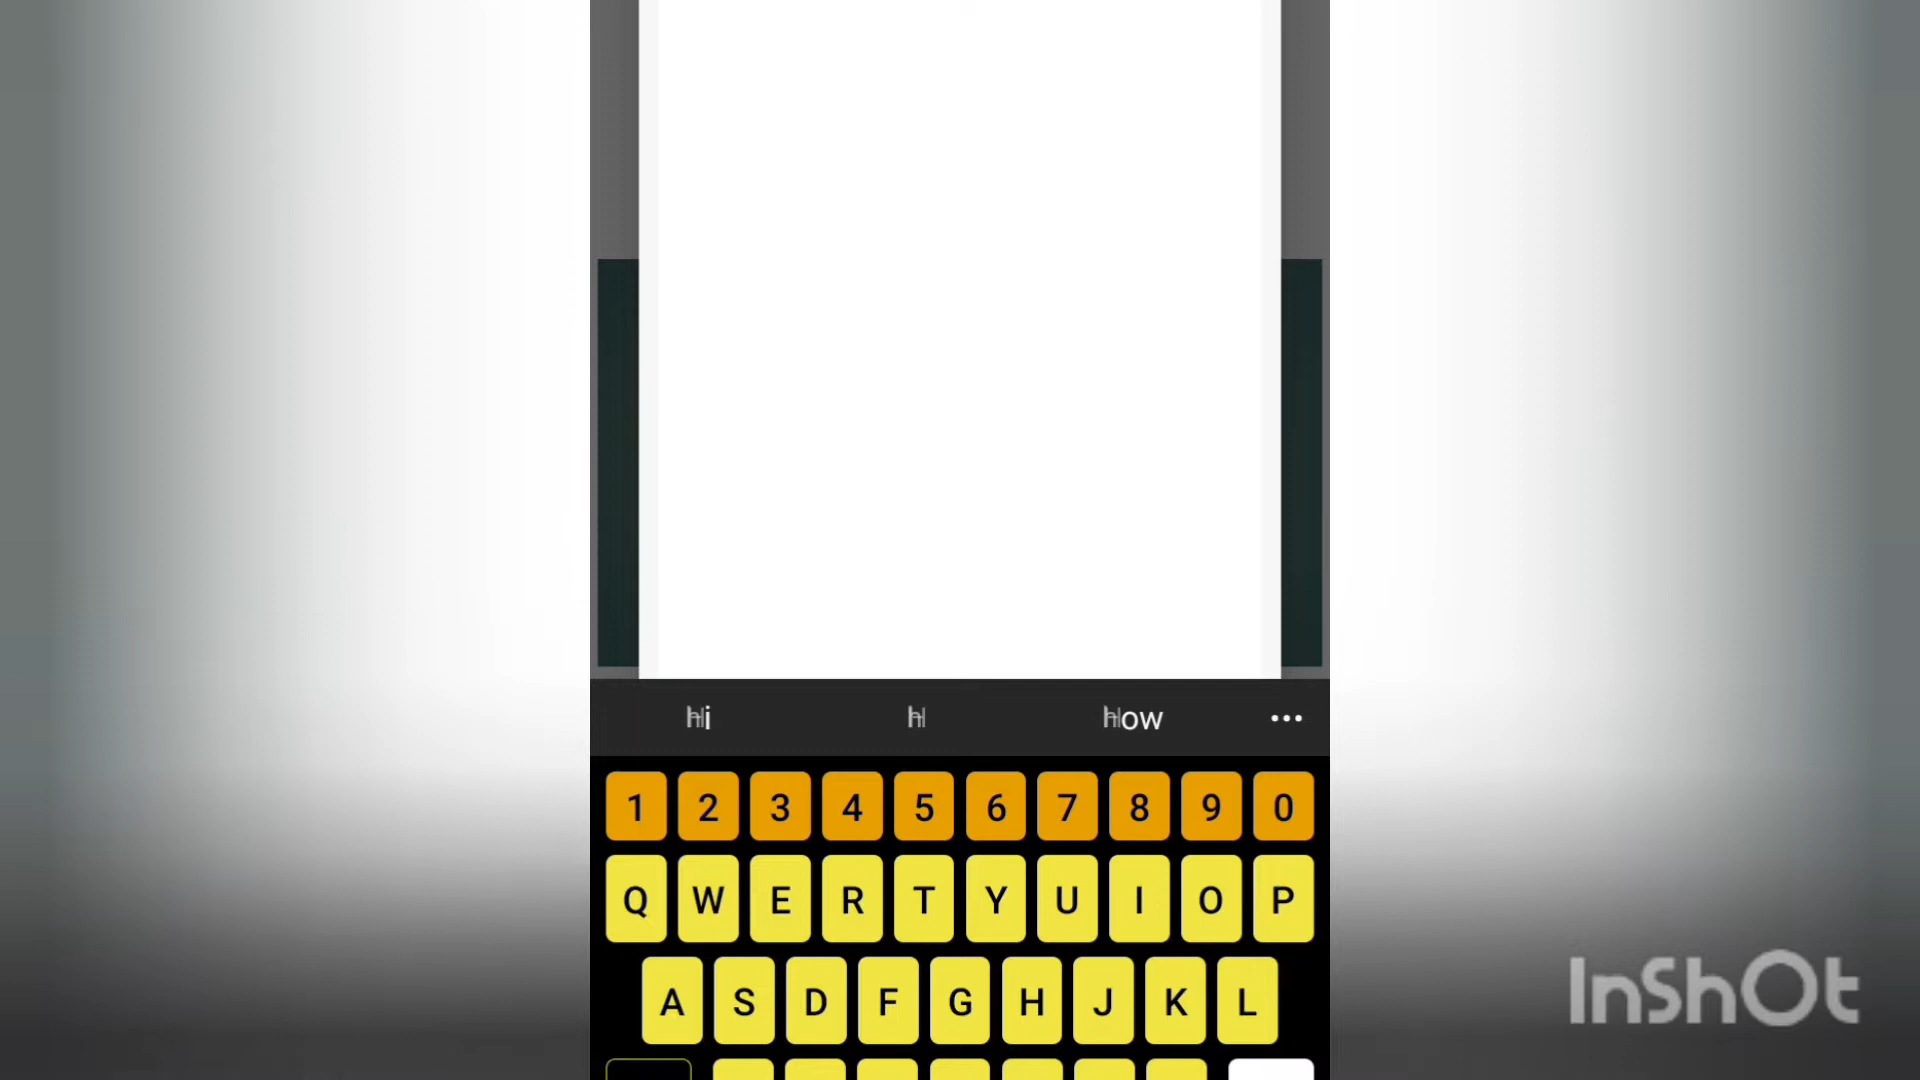 hi how •••
1 2 3 4 5 6 7 8 9 0
Q W E R T Y U I O P
A S D F G H J K L
InShOt